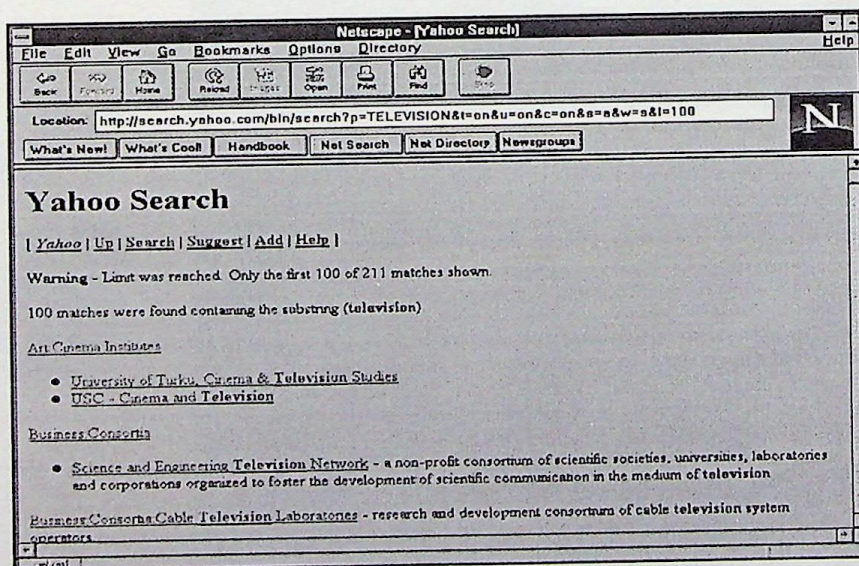 Netscape - [Yahoo Search]
File Edit View Go Bookmarks Options Directory Help
Back Forward Home Reload Images Open Print Find Stop
Location: http://search.yahoo.com/bin/search?p=TELEVISION&t=on&u=on&c=on&s=a&w=s&l=100
N
What's New! What's Cool! Handbook Net Search Net Directory Newsgroups
Yahoo Search
[ Yahoo | Up | Search | Suggest | Add | Help ]
Warning - Limit was reached. Only the first 100 of 211 matches shown.
100 matches were found containing the substring (television)
Art:Cinema:Institutes
University of Turku, Cinema & Television Studies
USC - Cinema and Television
Business:Consortia
Science and Engineering Television Network - a non-profit consortium of scientific societies, universities, laboratories
and corporations organized to foster the development of scientific communication in the medium of television
Business:Consortia:Cable Television Laboratories - research and development consortium of cable television system
operators